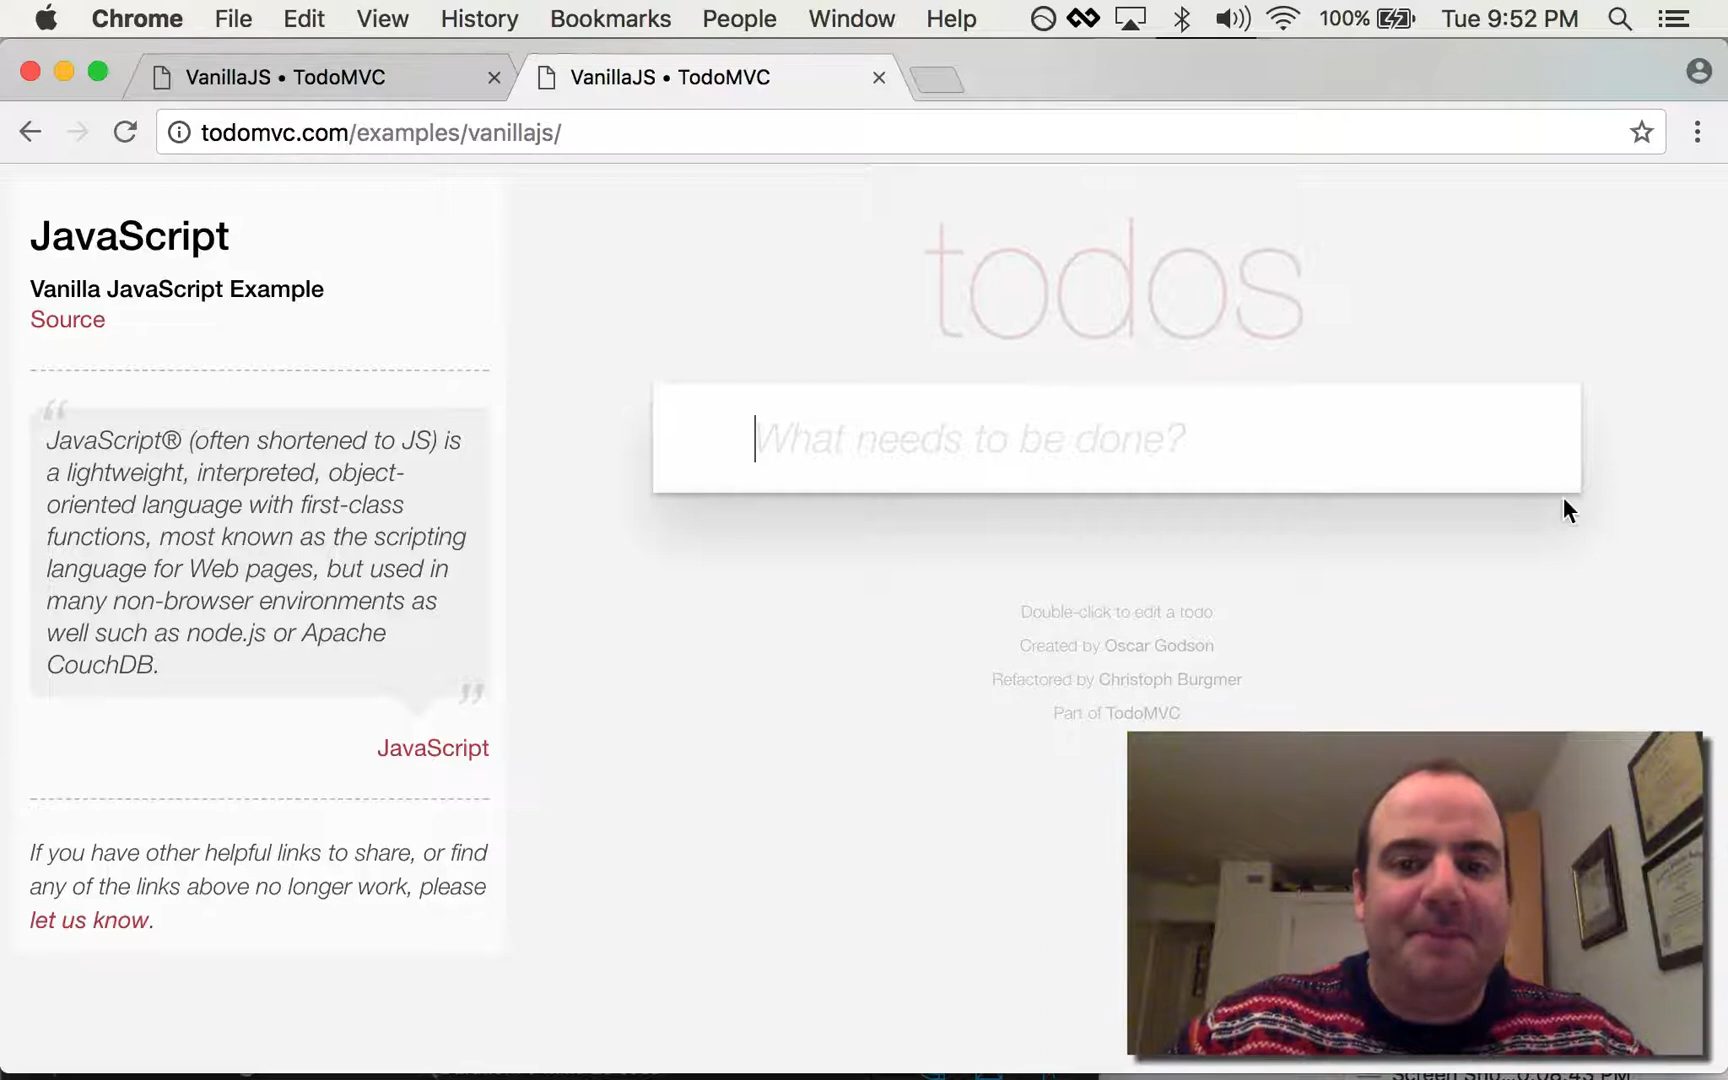 Chrome File Edit View History Bookmarks People Window Help 100% Tue 9:52 PM
VanillaJS • TodoMVC VanillaJS • TodoMVC
todomvc.com/examples/vanillajs/
JavaScript
Vanilla JavaScript Example
Source
“
JavaScript® (often shortened to JS) is
a lightweight, interpreted, object-
oriented language with first-class
functions, most known as the scripting
language for Web pages, but used in
many non-browser environments as
well such as node.js or Apache
CouchDB.
”
JavaScript
If you have other helpful links to share, or find
any of the links above no longer work, please
let us know.
todos
What needs to be done?
Double-click to edit a todo
Created by Oscar Godson
Refactored by Christoph Burgmer
Part of TodoMVC